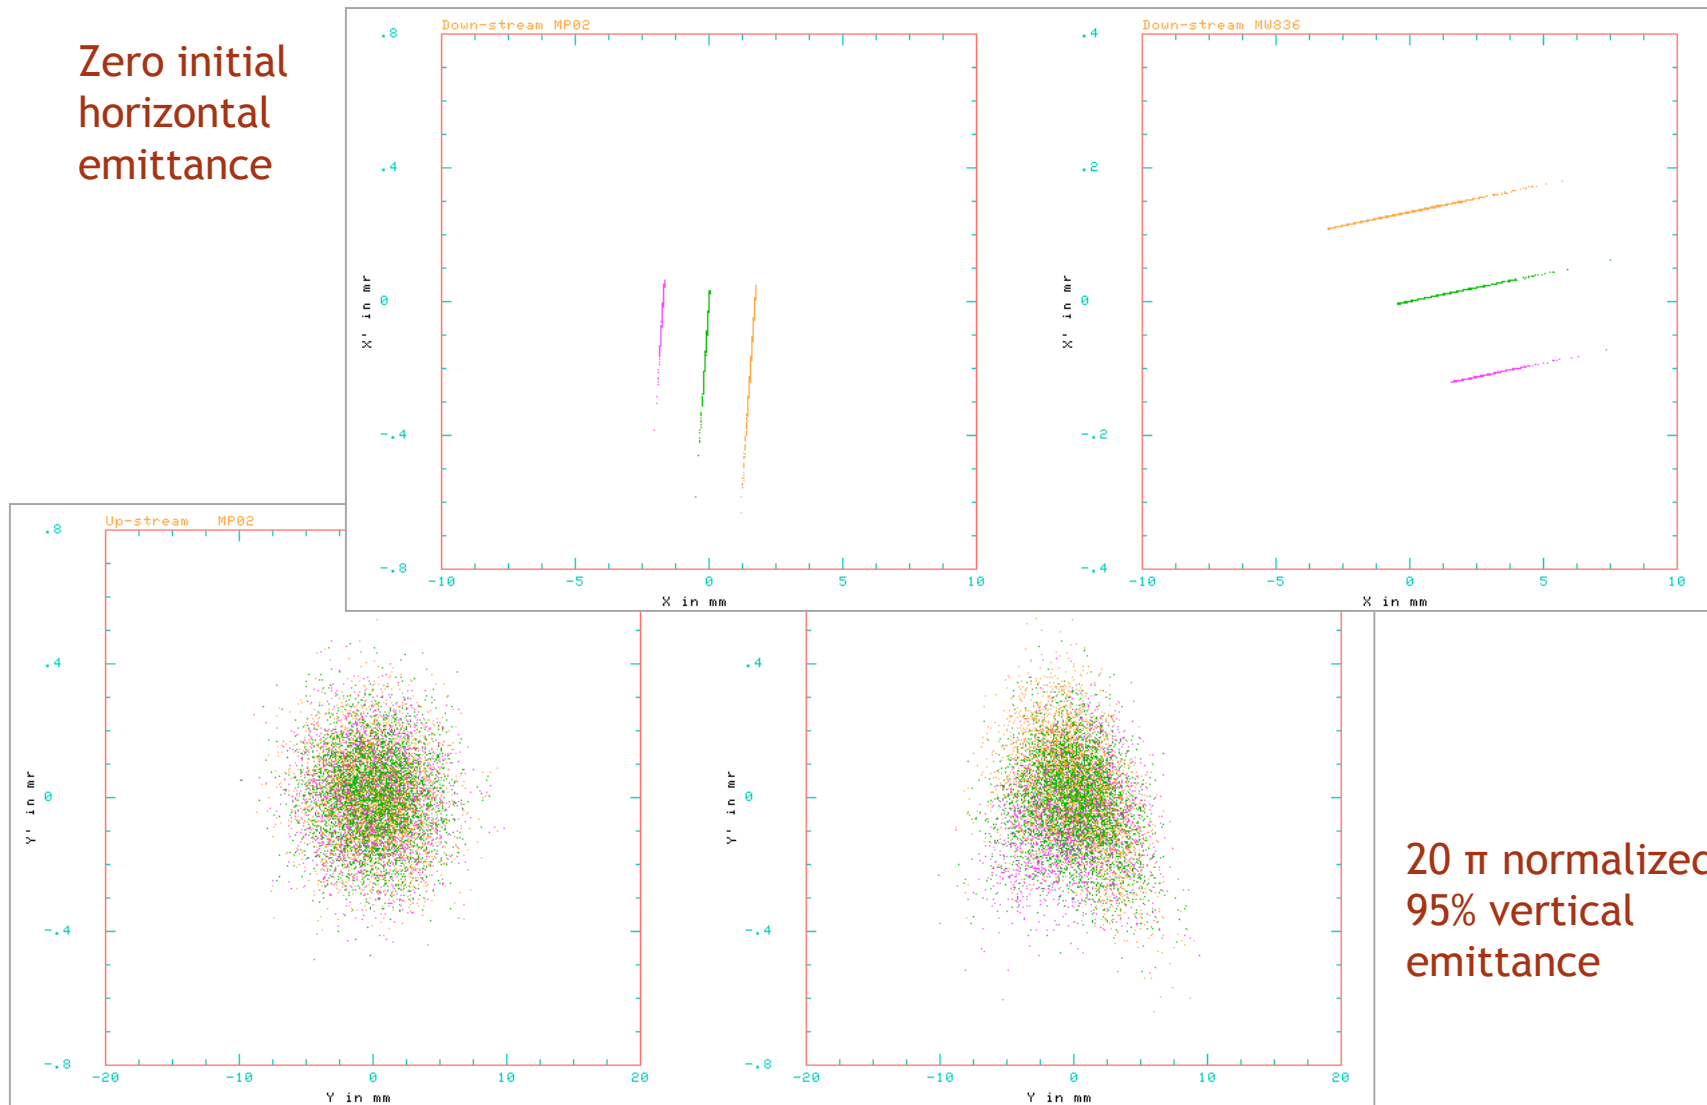 Zero initial
horizontal
emittance
Down-stream MP02
.8
.4
0
-.4
-.8
X' in mr
-10
-5
0
5
10
X in mm
Down-stream MW836
.4
.2
0
-.2
-.4
X' in mr
-10
-5
0
5
10
X in mm
Up-stream MP02
.8
.4
0
-.4
-.8
Y' in mr
-20
-10
0
10
20
Y in mm
.4
0
-.4
-.8
Y' in mr
-20
-10
0
10
20
Y in mm
20 π normalized
95% vertical
emittance